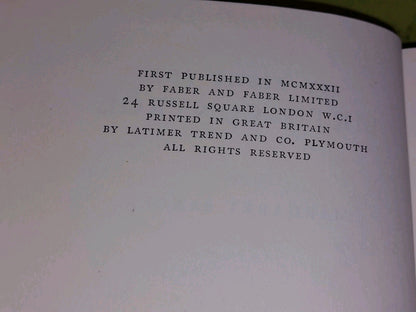 FIRST PUBLISHED IN MCMXXXII
BY FABER AND FABER LIMITED
24 RUSSELL SQUARE LONDON W.C.I
PRINTED IN GREAT BRITAIN
BY LATIMER TREND AND CO. PLYMOUTH
ALL RIGHTS RESERVED